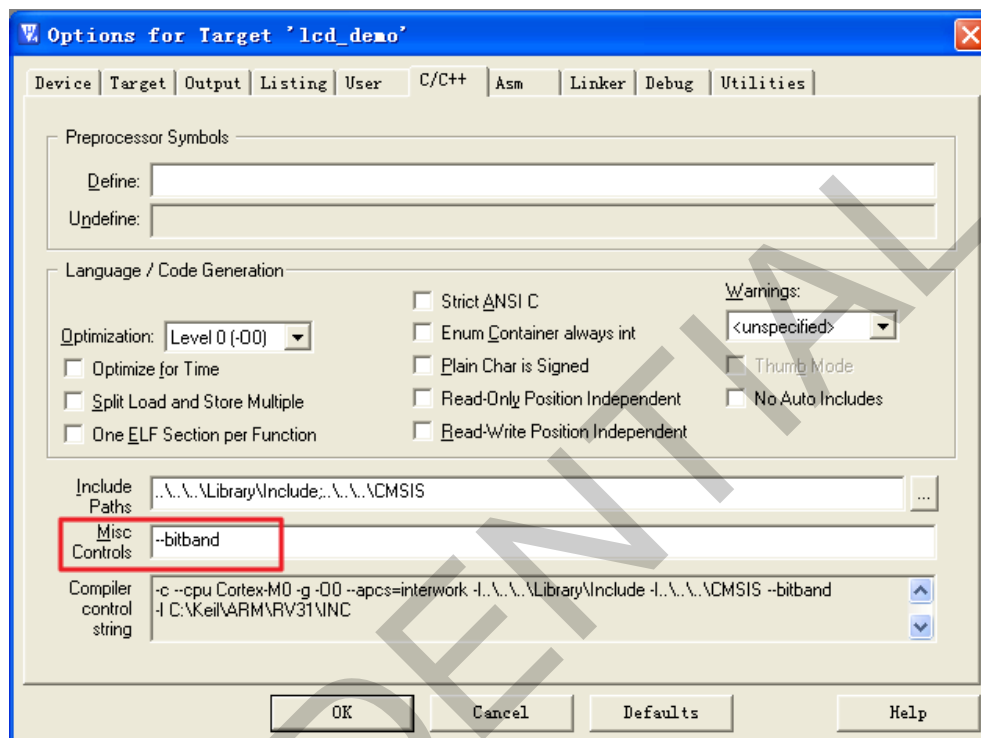 Options for Target 'lcd_demo'
Device Target Output Listing User C/C++ Asm Linker Debug Utilities
Preprocessor Symbols
Define:
Undefine:
Language / Code Generation
Optimization: Level 0 (-O0)
Optimize for Time
Split Load and Store Multiple
One ELF Section per Function
Strict ANSI C
Enum Container always int
Plain Char is Signed
Read-Only Position Independent
Read-Write Position Independent
Warnings:
<unspecified>
Thumb Mode
No Auto Includes
Include Paths
..\..\..\Library\Include;..\..\..\CMSIS
...
Misc Controls
--bitband
Compiler control string
-c --cpu Cortex-M0 -g -O0 --apcs=interwork -I..\..\..\Library\Include -I..\..\..\CMSIS --bitband
-I C:\Keil\ARM\RV31\INC
OK Cancel Defaults Help